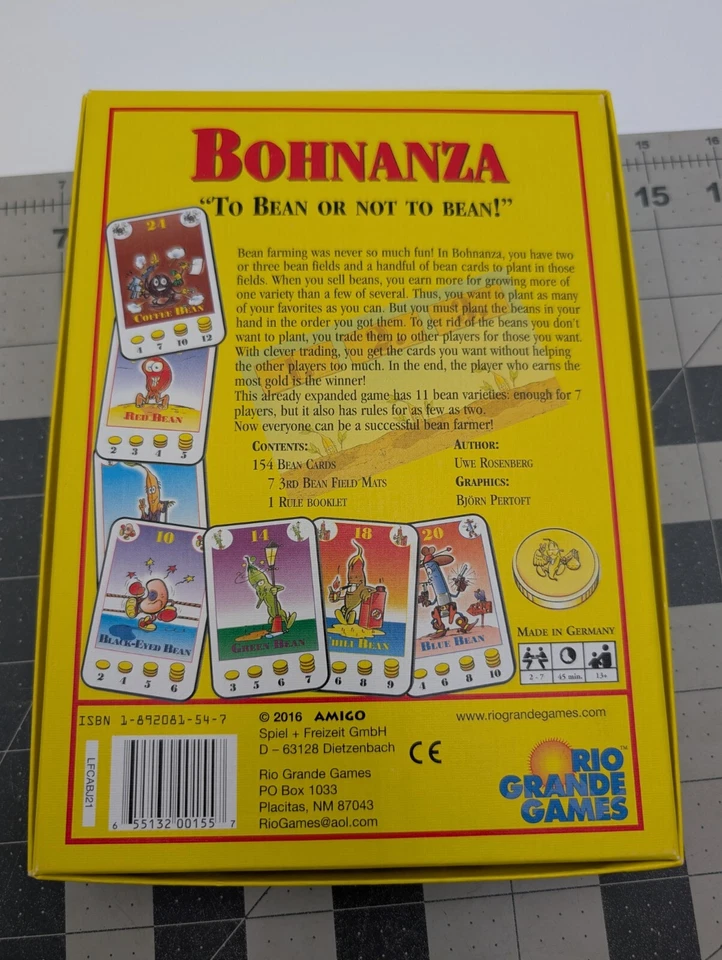 BOHNANZA
"TO BEAN OR NOT TO BEAN!"
Bean farming was never so much fun! In Bohnanza, you have two
or three bean fields and a handful of bean cards to plant in those
fields. When you sell beans, you earn more for growing more of
one variety than a few of several. Thus, you want to plant as many
of your favorites as you can. But you must plant the beans in your
hand in the order you got them. To get rid of the beans you don't
want to plant, you trade them to other players for those you want.
With clever trading, you get the cards you want without helping
the other players too much. In the end, the player who earns the
most gold is the winner!
This already expanded game has 11 bean varieties: enough for 7
players, but it also has rules for as few as two.
Now everyone can be a successful bean farmer!
CONTENTS:
154 BEAN CARDS
7 3RD BEAN FIELD MATS
1 RULE BOOKLET
AUTHOR:
UWE ROSENBERG
GRAPHICS:
BJÖRN PERTOFT
24
COFFEE BEAN
4 7 10 12
RED BEAN
2 3 4 5
10
BLACK-EYED BEAN
2 4 5 6
14
GREEN BEAN
3 5 6 7
18
CHILI BEAN
6 8 9
20
BLUE BEAN
4 6 8 10
MADE IN GERMANY
2 - 7
45 min.
13+
ISBN 1-892081-54-7
LFCABJ21
6 55132 00155 7
© 2016 AMIGO
Spiel + Freizeit GmbH
D – 63128 Dietzenbach
CE
Rio Grande Games
PO Box 1033
Placitas, NM 87043
RioGames@aol.com
www.riograndegames.com
RIO
GRANDE
GAMES
TM
7
15
15
16